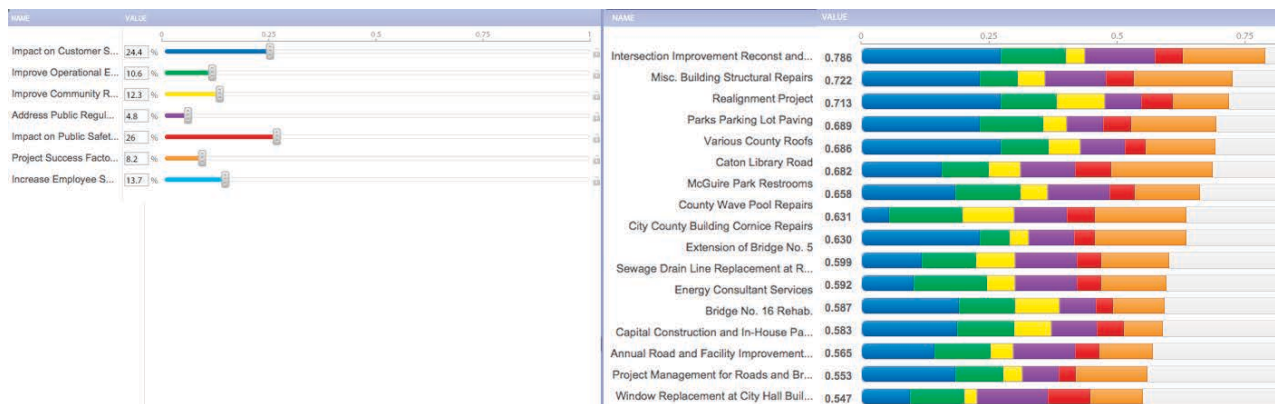 NAME VALUE
0 0.25 0.5 0.75 1
Impact on Customer S... 24.4 %
Improve Operational E... 10.6 %
Improve Community R... 12.3 %
Address Public Regul... 4.8 %
Impact on Public Safet... 26 %
Project Success Facto... 8.2 %
Increase Employee S... 13.7 %
NAME VALUE
0 0.25 0.5 0.75
Intersection Improvement Reconst and... 0.786
Misc. Building Structural Repairs 0.722
Realignment Project 0.713
Parks Parking Lot Paving 0.689
Various County Roofs 0.686
Caton Library Road 0.682
McGuire Park Restrooms 0.658
County Wave Pool Repairs 0.631
City County Building Cornice Repairs 0.630
Extension of Bridge No. 5 0.599
Sewage Drain Line Replacement at R... 0.592
Energy Consultant Services 0.587
Bridge No. 16 Rehab. 0.583
Capital Construction and In-House Pa... 0.565
Annual Road and Facility Improvement... 0.553
Project Management for Roads and Br... 0.547
Window Replacement at City Hall Buil...